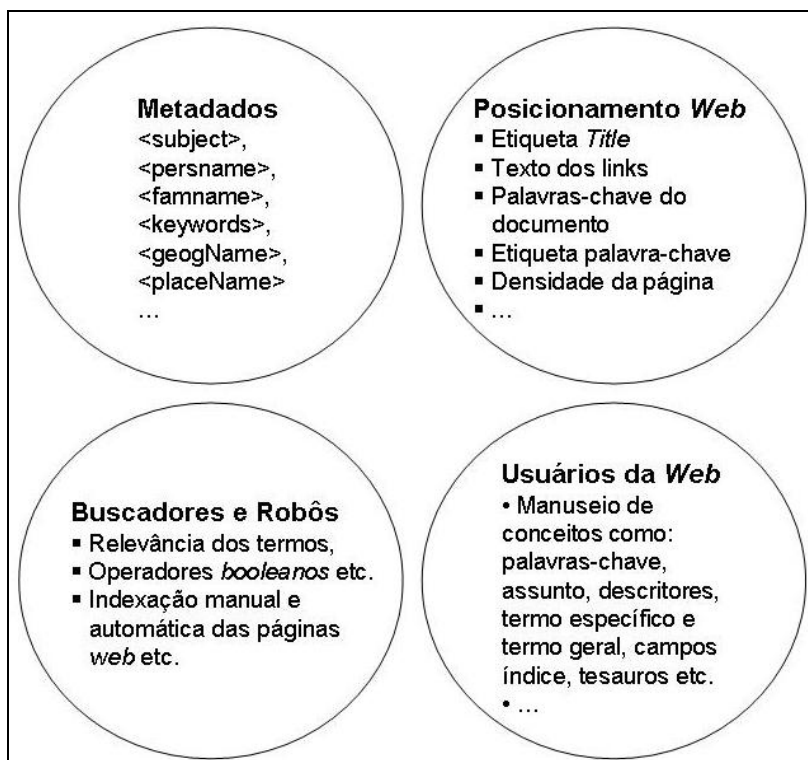 Metadados
<subject>,
<persname>,
<famname>,
<keywords>,
<geogName>,
<placeName>
...
Posicionamento Web
▪ Etiqueta Title
▪ Texto dos links
▪ Palavras-chave do
documento
▪ Etiqueta palavra-chave
▪ Densidade da página
▪ ...
Buscadores e Robôs
▪ Relevância dos termos,
▪ Operadores booleanos etc.
▪ Indexação manual e
automática das páginas
web etc.
Usuários da Web
• Manuseio de
conceitos como:
palavras-chave,
assunto, descritores,
termo específico e
termo geral, campos
índice, tesauros etc.
• ...